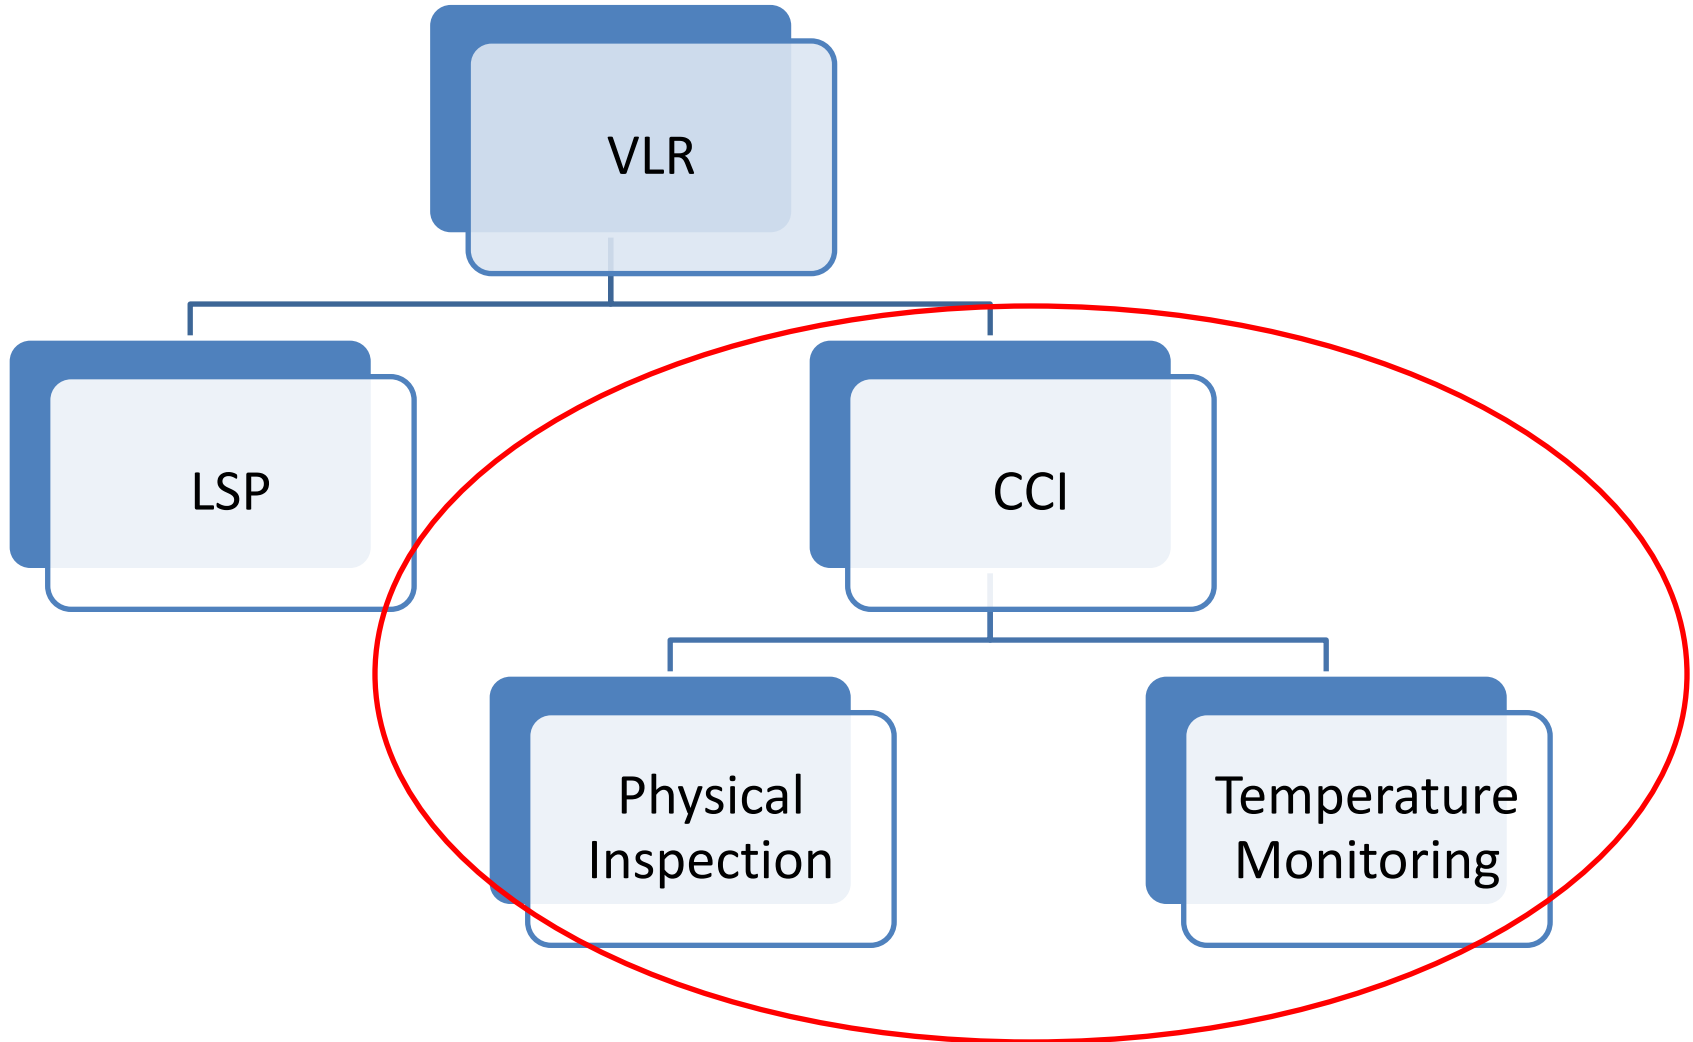 VLR
LSP
CCI
Physical
Inspection
Temperature
Monitoring